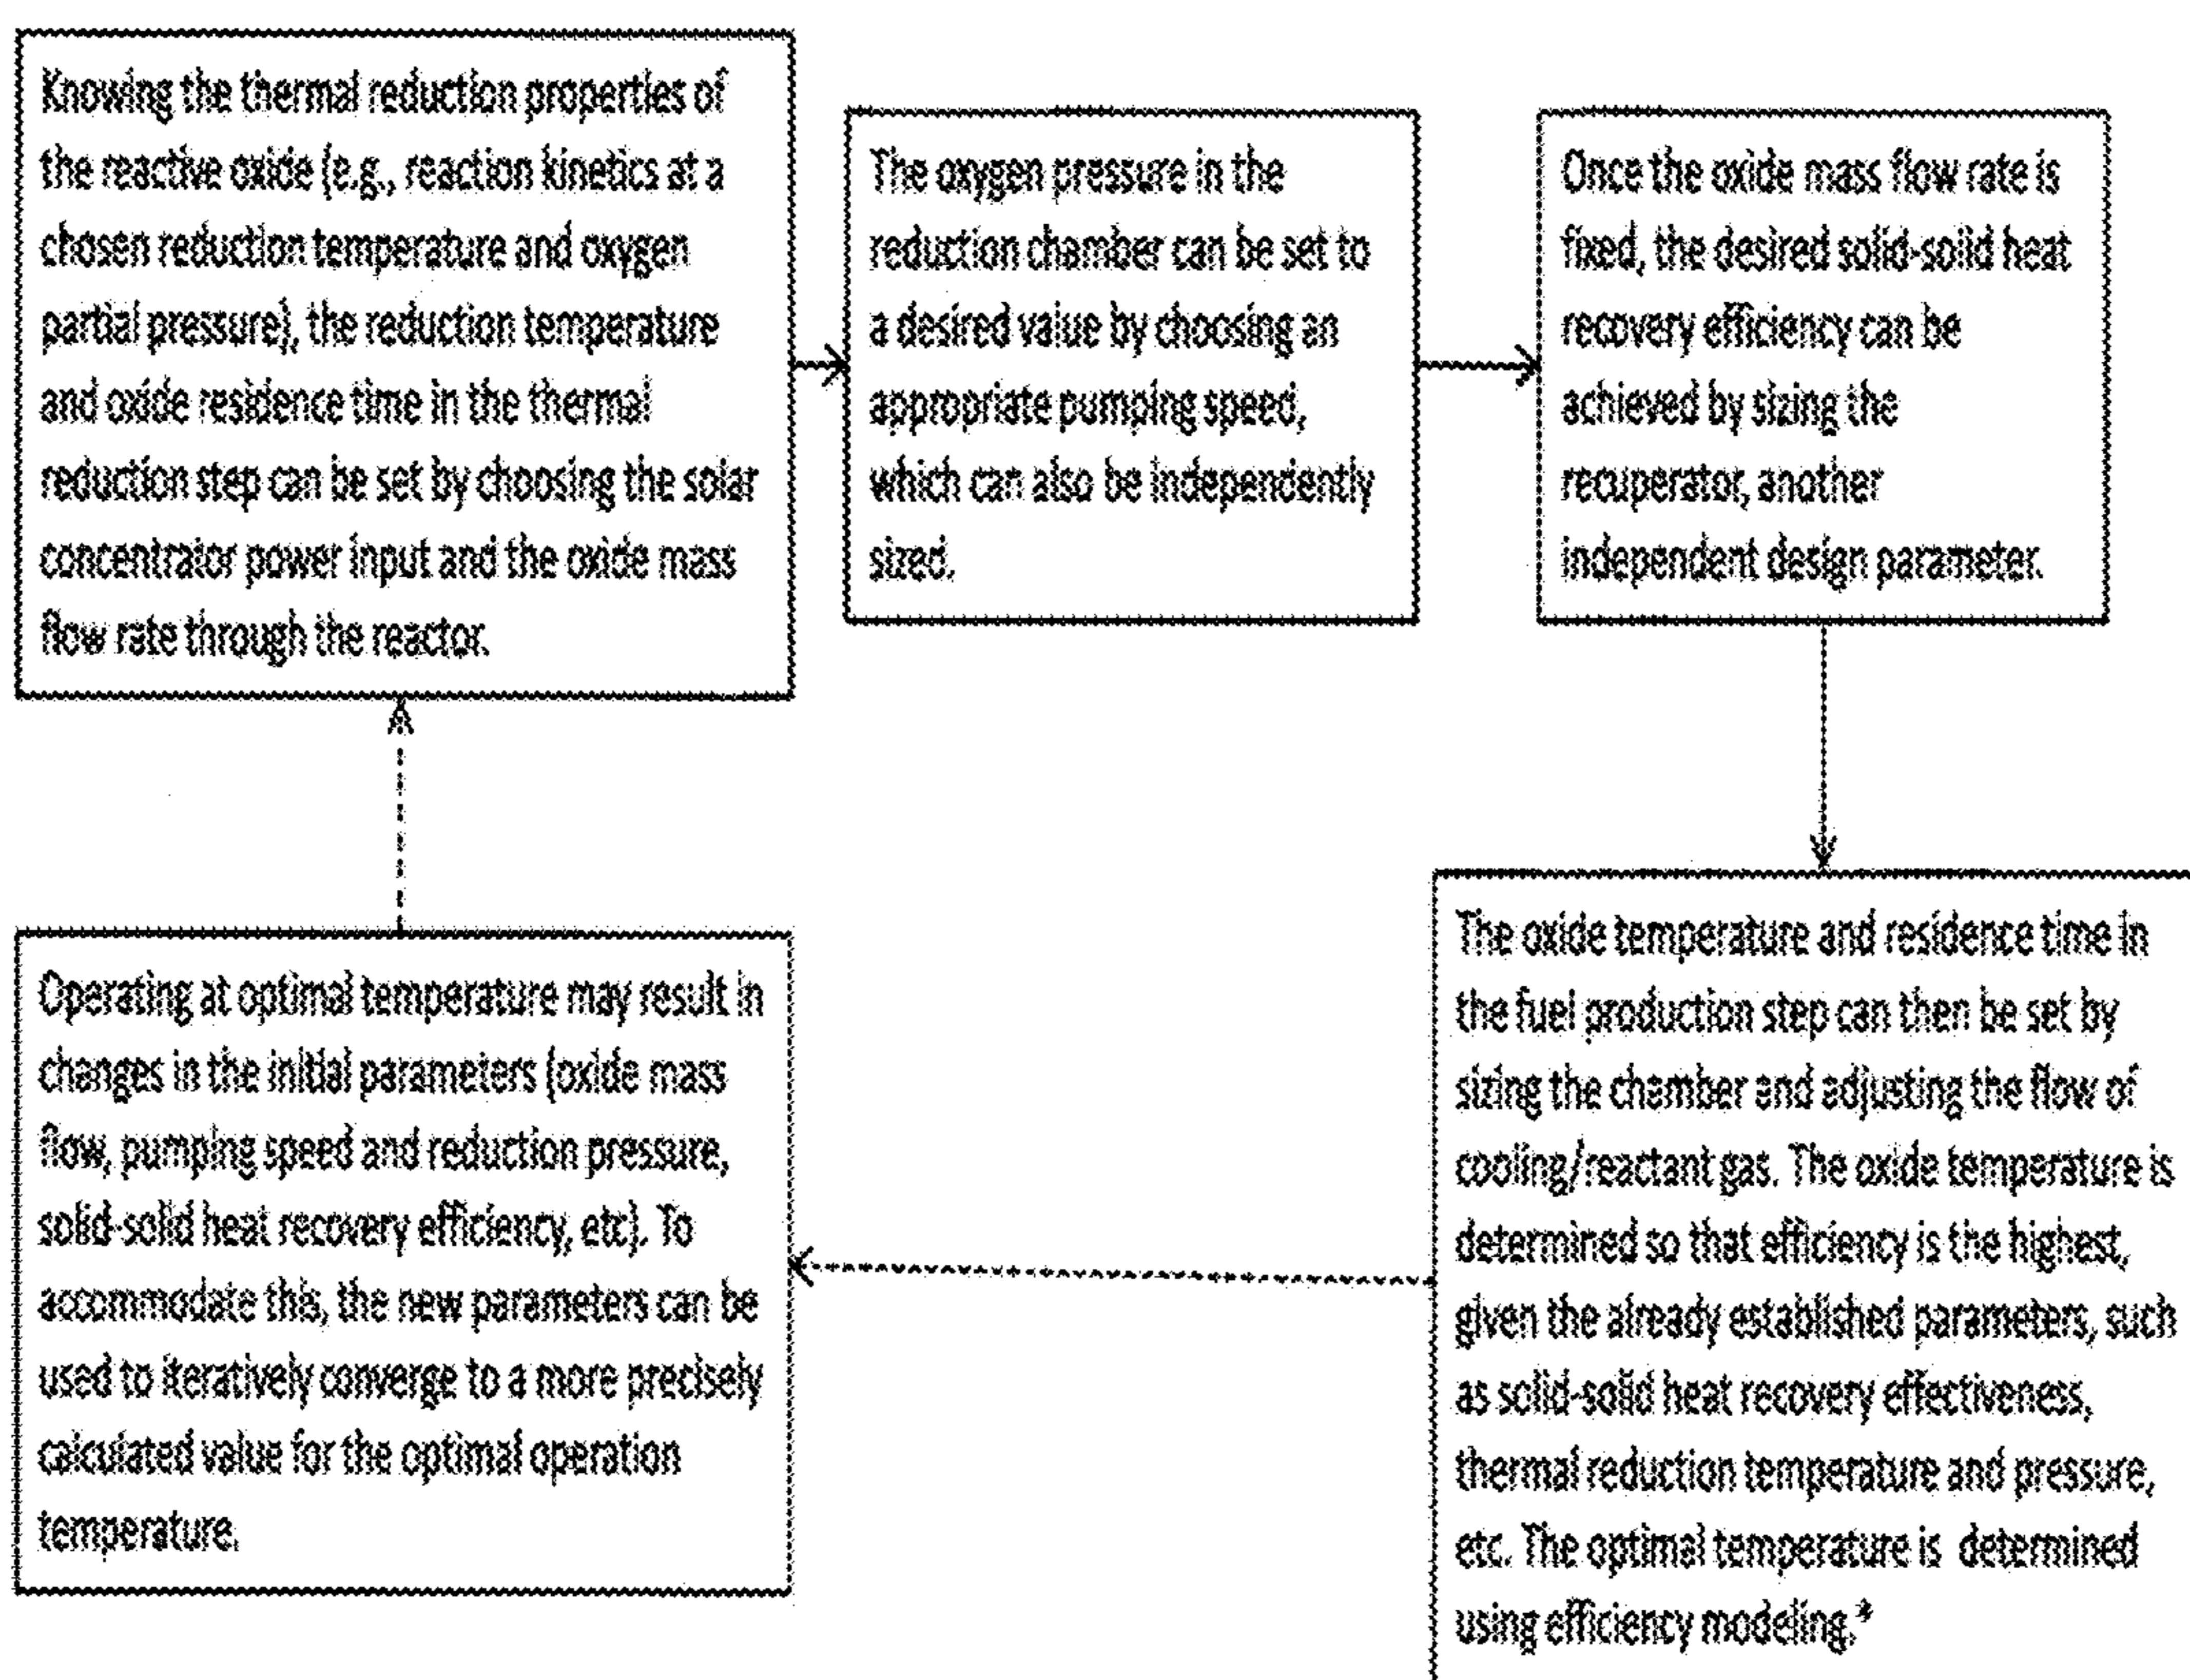 Knowing the thermal reduction properties of
the reactive oxide (e.g., reaction kinetics at a
chosen reduction temperature and oxygen
partial pressure), the reduction temperature
and oxide residence time in the thermal
reduction step can be set by choosing the solar
concentrator power input and the oxide mass
flow rate through the reactor.
The oxygen pressure in the
reduction chamber can be set to
a desired value by choosing an
appropriate pumping speed,
which can also be independently
sized.
Once the oxide mass flow rate is
fixed, the desired solid-solid heat
recovery efficiency can be
achieved by sizing the
recuperator, another
independent design parameter.
The oxide temperature and residence time in
the fuel production step can then be set by
sizing the chamber and adjusting the flow of
cooling/reactant gas. The oxide temperature is
determined so that efficiency is the highest,
given the already established parameters, such
as solid-solid heat recovery effectiveness,
thermal reduction temperature and pressure,
etc. The optimal temperature is determined
using efficiency modeling.*
Operating at optimal temperature may result in
changes in the initial parameters (oxide mass
flow, pumping speed and reduction pressure,
solid-solid heat recovery efficiency, etc). To
accommodate this, the new parameters can be
used to iteratively converge to a more precisely
calculated value for the optimal operation
temperature.